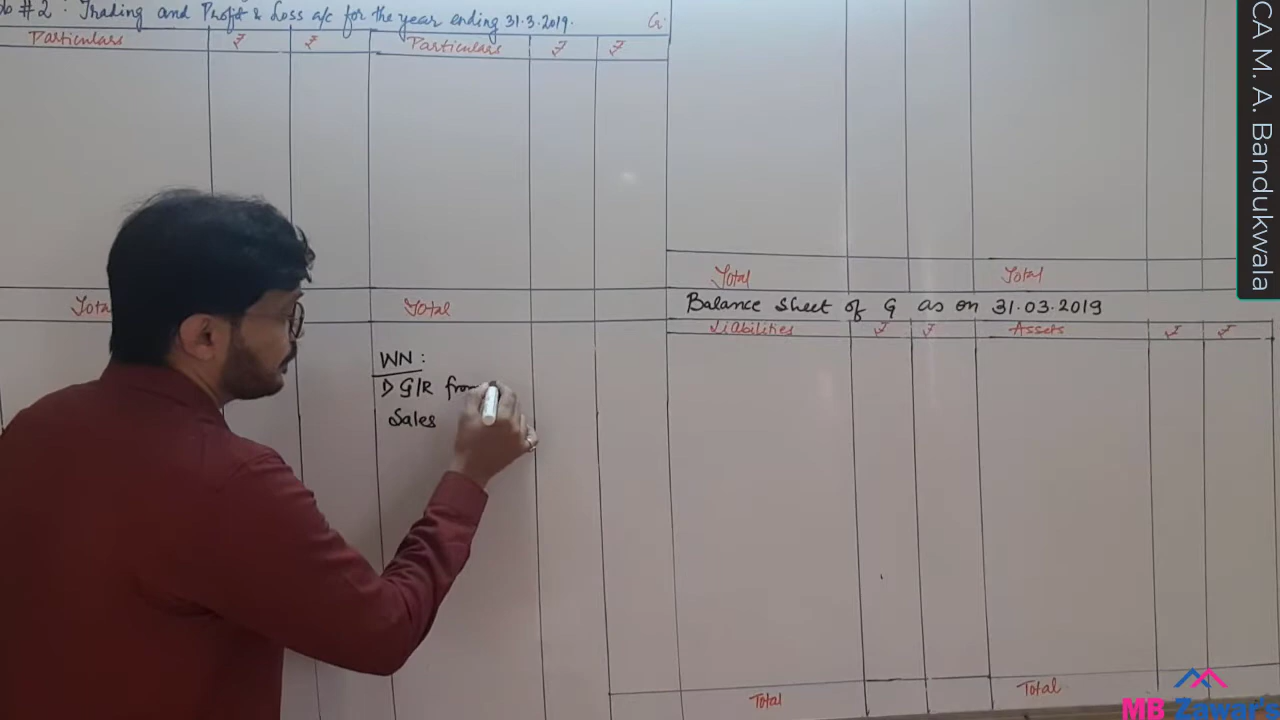 # 2 : Trading and Profit & Loss a/c for the year ending 31.3.2019.
G
Particulars ₹ ₹ Particulars ₹ ₹
Total Total
Total Total
Balance Sheet of G as on 31.03.2019
Liabilities ₹ ₹ Assets ₹ ₹
WN :
1) G/R from
Sales
Total Total
CA M. A. Bandukwala
MB Zawar's